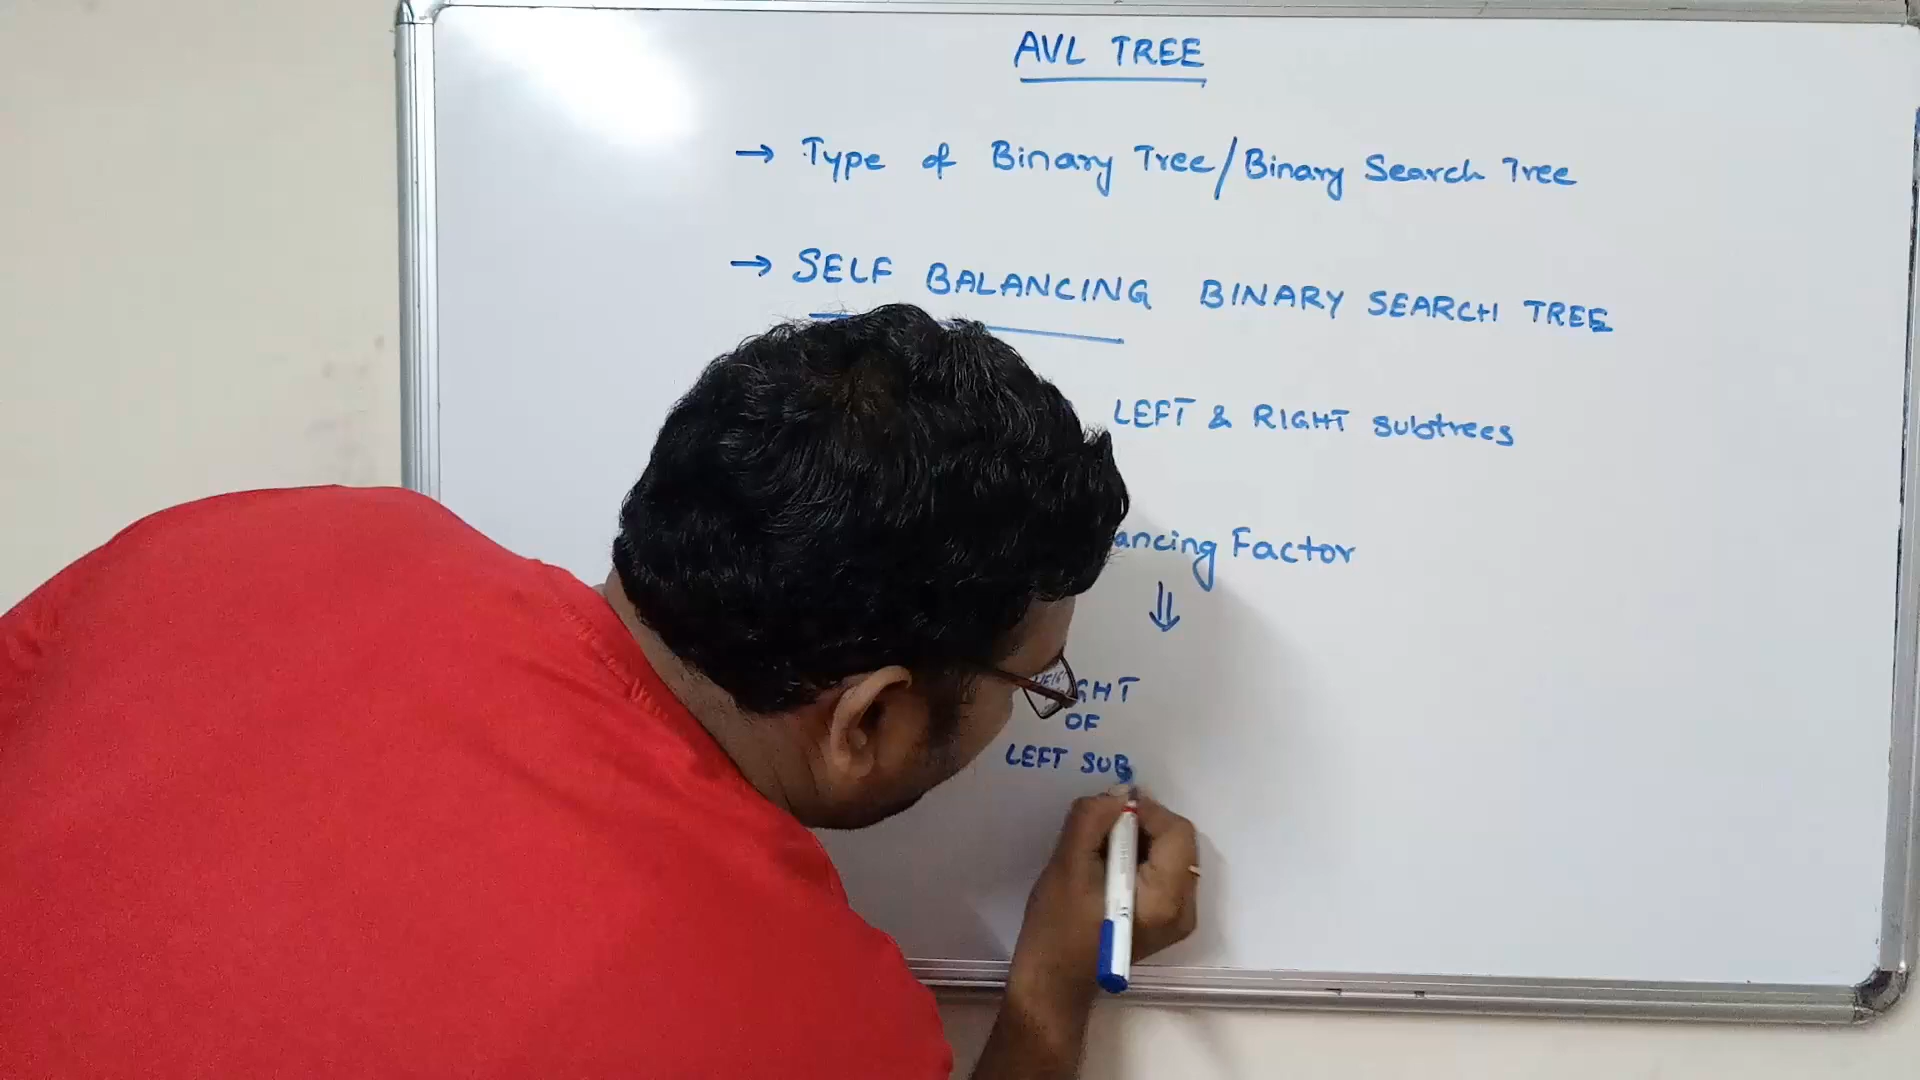 AVL TREE
→ Type of Binary Tree/Binary Search Tree
→ SELF BALANCING BINARY SEARCH TREE
LEFT & RIGHT subtrees
ancing Factor
⇓
GHT
OF
LEFT SUB